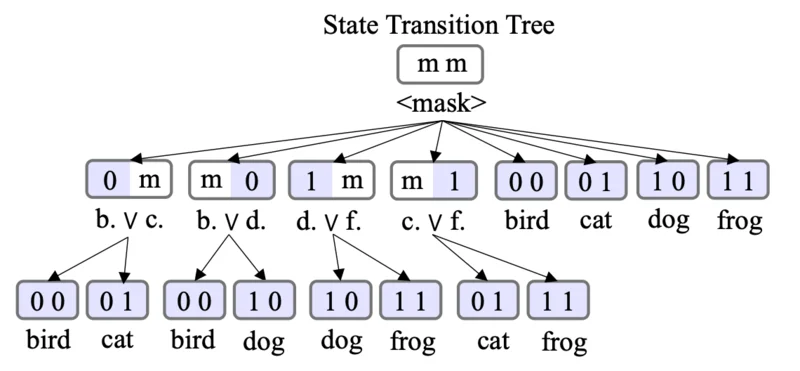 State Transition Tree
m m
<mask>
0 m m 0 1 m m 1 0 0 0 1 1 0 1 1
b. ∨ c. b. ∨ d. d. ∨ f. c. ∨ f. bird cat dog frog
0 0 0 1 0 0 1 0 1 0 1 1 0 1 1 1
bird cat bird dog dog frog cat frog